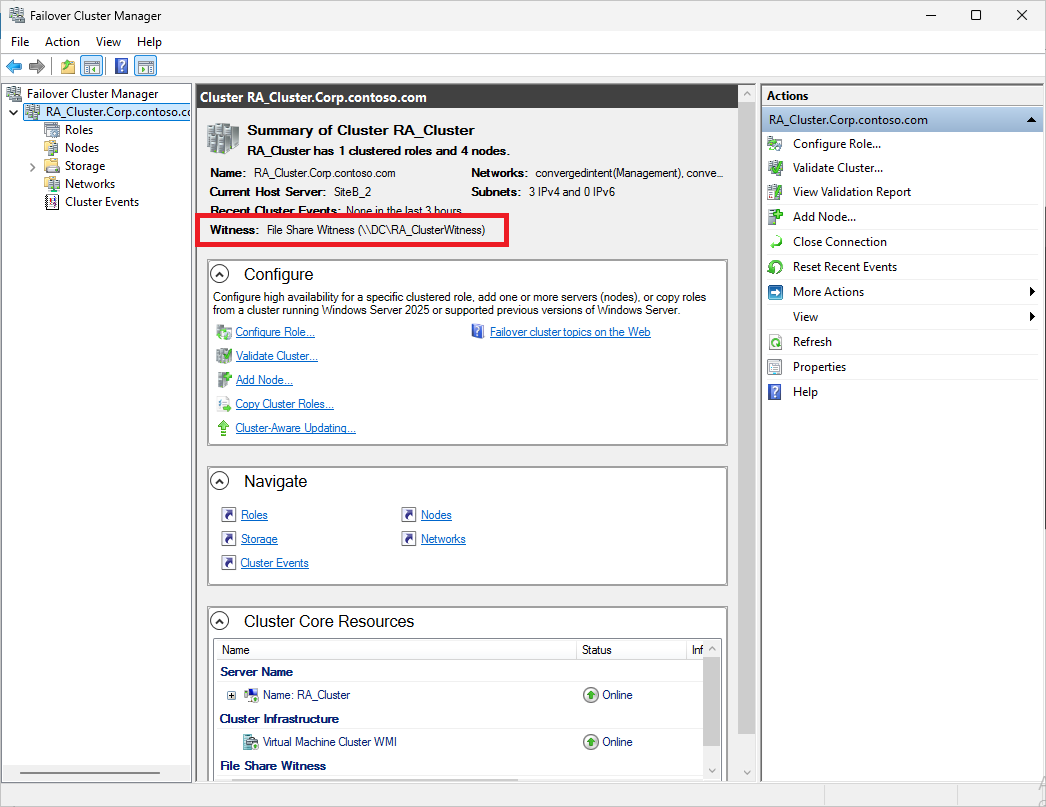 Failover Cluster Manager
File Action View Help
Failover Cluster Manager
RA_Cluster.Corp.contoso.cc
Roles
Nodes
Storage
Networks
Cluster Events
Cluster RA_Cluster.Corp.contoso.com
Summary of Cluster RA_Cluster
RA_Cluster has 1 clustered roles and 4 nodes.
Name: RA_Cluster.Corp.contoso.com
Networks: convergedintent(Management), conve...
Current Host Server: SiteB_2
Subnets: 3 IPv4 and 0 IPv6
Recent Cluster Events: None in the last 3 hours
Witness: File Share Witness (\\DC\RA_ClusterWitness)
Configure
Configure high availability for a specific clustered role, add one or more servers (nodes), or copy roles
from a cluster running Windows Server 2025 or supported previous versions of Windows Server.
Configure Role...
Failover cluster topics on the Web
Validate Cluster...
Add Node...
Copy Cluster Roles...
Cluster-Aware Updating...
Navigate
Roles
Nodes
Storage
Networks
Cluster Events
Cluster Core Resources
Name Status Inf
Server Name
Name: RA_Cluster Online
Cluster Infrastructure
Virtual Machine Cluster WMI Online
File Share Witness
Actions
RA_Cluster.Corp.contoso.com
Configure Role...
Validate Cluster...
View Validation Report
Add Node...
Close Connection
Reset Recent Events
More Actions
View
Refresh
Properties
Help